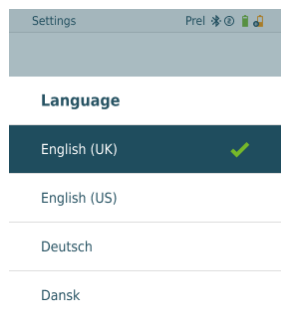 Settings Prel
Language
English (UK)
English (US)
Deutsch
Dansk